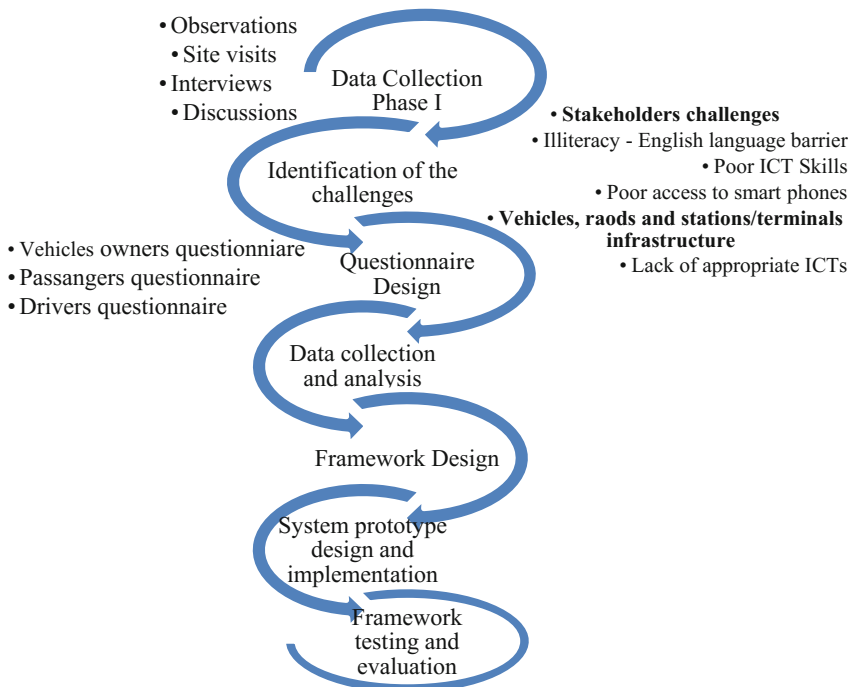 • Observations
• Site visits
• Interviews
• Discussions
Data Collection
Phase I
• Stakeholders challenges
• Illiteracy - English language barrier
• Poor ICT Skills
• Poor access to smart phones
• Vehicles, raods and stations/terminals
infrastructure
• Lack of appropriate ICTs
Identification of the
challenges
• Vehicles owners questionniare
• Passangers questionnaire
• Drivers questionnaire
Questionnaire
Design
Data collection
and analysis
Framework Design
System prototype
design and
implementation
Framework
testing and
evaluation